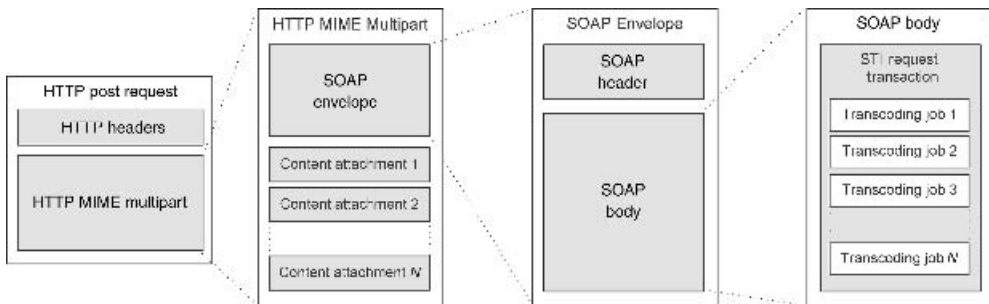 HTTP post request
HTTP headers
HTTP MIME multipart
HTTP MIME Multipart
SOAP
envelope
Content attachment 1
Content attachment 2
Content attachment N
SOAP Envelope
SOAP
header
SOAP
body
SOAP body
STI request
transaction
Transcoding job 1
Transcoding job 2
Transcoding job 3
Transcoding job N